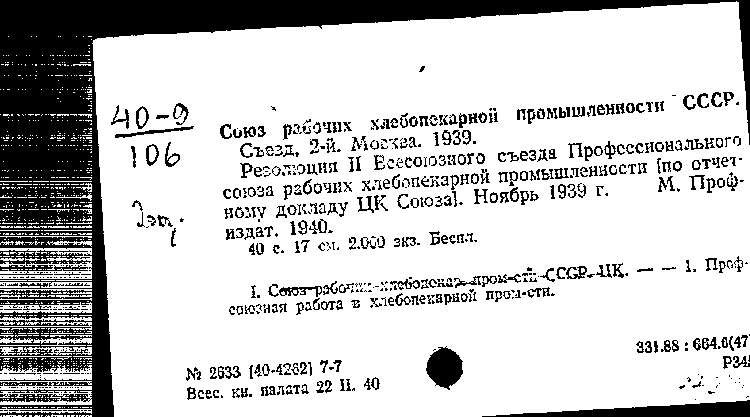 40-9
106
2 эк.
Союз рабочих хлебопекарной промышленности СССР.
Съезд, 2-й. Москва. 1939.
Резолюция II Всесоюзного съезда Профессионального
союза рабочих хлебопекарной промышленности [по отчет-
ному докладу ЦК Союза]. Ноябрь 1939 г. М. Проф-
издат. 1940.
40 с. 17 см. 2.000 экз. Беспл.
I. Союз рабочих хлебопекар. пром-сти СССР. ЦК. — — 1. Проф-
союзная работа в хлебопекарной пром-сти.
№ 2633 [40-4262] 7-7
Всес. кн. палата 22 II. 40
331.88 : 664.6(47
Р34